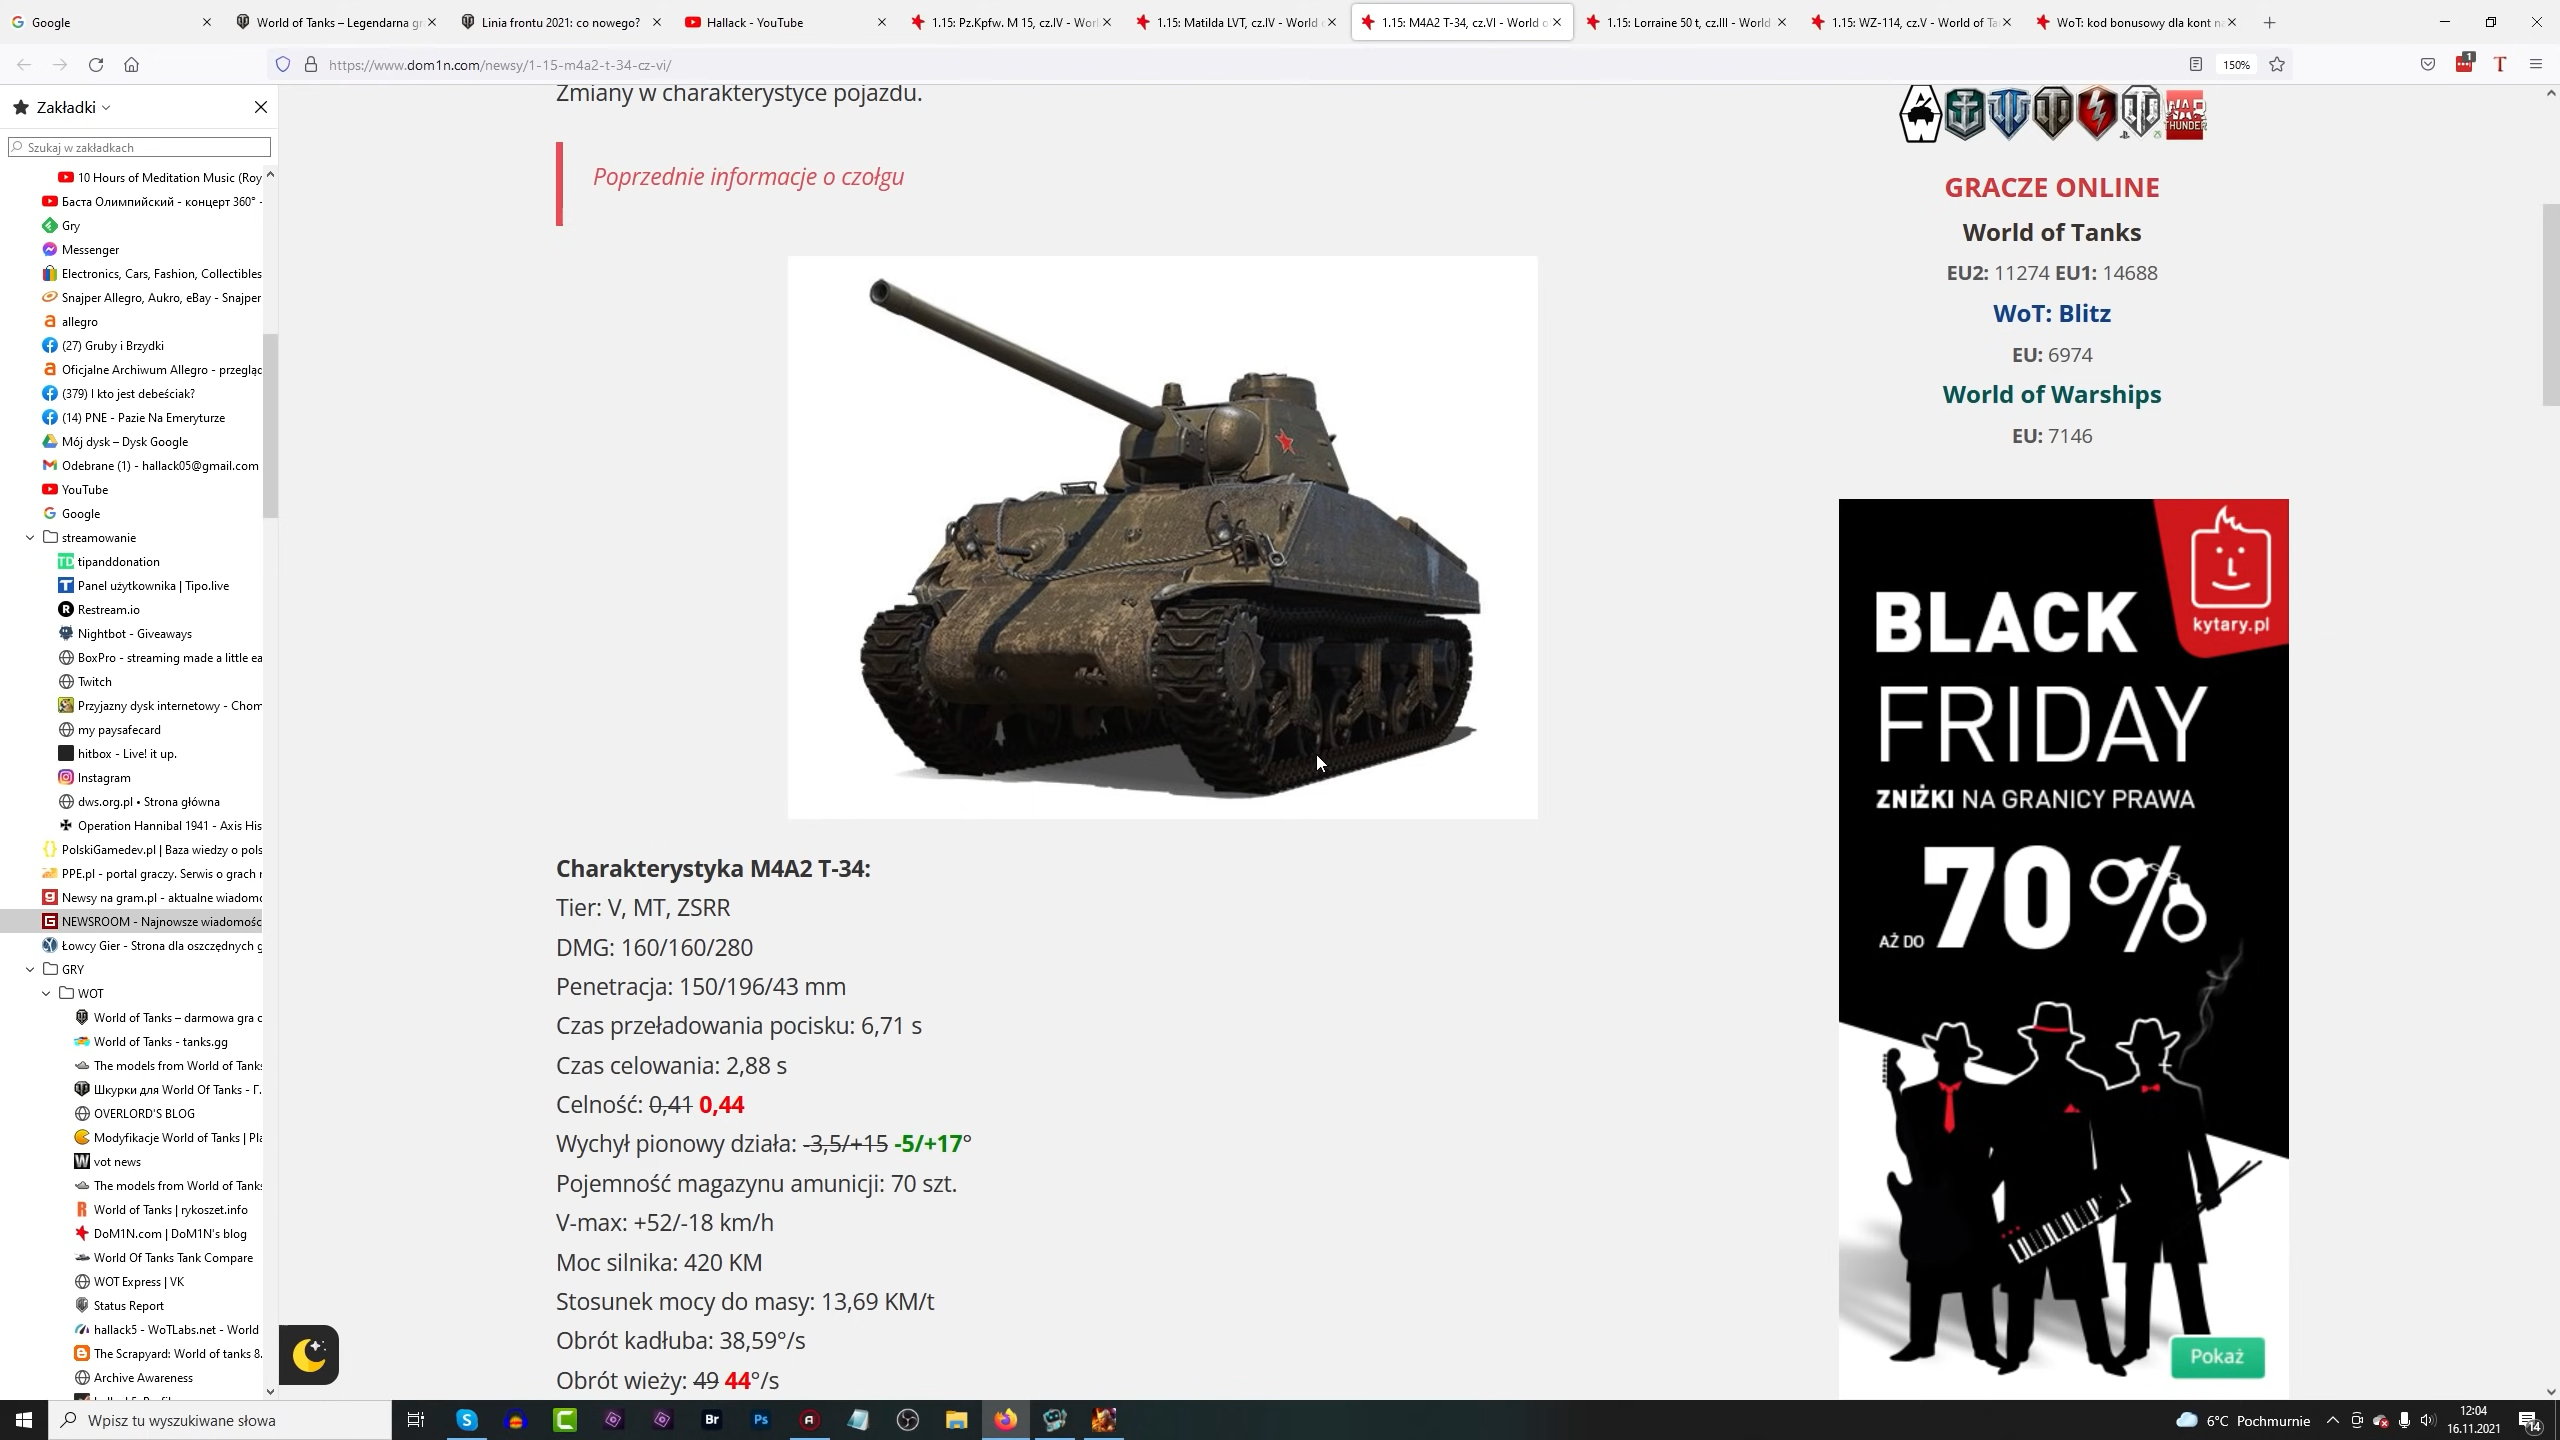 Google
World of Tanks – Legendarna gr
Linia frontu 2021: co nowego?
Hallack - YouTube
1.15: Pz.Kpfw. M 15, cz.IV - Worl
1.15: Matilda LVT, cz.IV - World o
1.15: M4A2 T-34, cz.VI - World o
1.15: Lorraine 50 t, cz.III - World
1.15: WZ-114, cz.V - World of Ta
WoT: kod bonusowy dla kont n
https://www.dom1n.com/newsy/1-15-m4a2-t-34-cz-vi/
150%
1
T
Zakładki
Szukaj w zakładkach
10 Hours of Meditation Music (Roy
Баста Олимпийский - концерт 360° -
Gry
Messenger
Electronics, Cars, Fashion, Collectibles
Snajper Allegro, Aukro, eBay - Snajper
allegro
(27) Gruby i Brzydki
Oficjalne Archiwum Allegro - przegląd
(379) I kto jest debeściak?
(14) PNE - Pazie Na Emeryturze
Mój dysk – Dysk Google
Odebrane (1) - hallack05@gmail.com
YouTube
Google
streamowanie
tipanddonation
Panel użytkownika | Tipo.live
Restream.io
Nightbot - Giveaways
BoxPro - streaming made a little ea
Twitch
Przyjazny dysk internetowy - Chom
my paysafecard
hitbox - Live! it up.
Instagram
dws.org.pl • Strona główna
Operation Hannibal 1941 - Axis His
PolskiGamedev.pl | Baza wiedzy o pols
PPE.pl - portal graczy. Serwis o grach
Newsy na gram.pl - aktualne wiadomo
NEWSROOM - Najnowsze wiadomośc
Łowcy Gier - Strona dla oszczędnych g
GRY
WOT
World of Tanks – darmowa gra
World of Tanks - tanks.gg
The models from World of Tanks
Шкурки для World Of Tanks - Г.
OVERLORD'S BLOG
Modyfikacje World of Tanks | Pla
vot news
The models from World of Tanks
World of Tanks | rykoszet.info
DoM1N.com | DoM1N's blog
World Of Tanks Tank Compare
WOT Express | VK
Status Report
hallack5 - WoTLabs.net - World
The Scrapyard: World of tanks 8.
Archive Awareness
Zmiany w charakterystyce pojazdu.
Poprzednie informacje o czołgu
Charakterystyka M4A2 T-34:
Tier: V, MT, ZSRR
DMG: 160/160/280
Penetracja: 150/196/43 mm
Czas przeładowania pocisku: 6,71 s
Czas celowania: 2,88 s
Celność: 0,41 0,44
Wychył pionowy działa: -3,5/+15 -5/+17°
Pojemność magazynu amunicji: 70 szt.
V-max: +52/-18 km/h
Moc silnika: 420 KM
Stosunek mocy do masy: 13,69 KM/t
Obrót kadłuba: 38,59°/s
Obrót wieży: 49 44°/s
WAR THUNDER
GRACZE ONLINE
World of Tanks
EU2: 11274 EU1: 14688
WoT: Blitz
EU: 6974
World of Warships
EU: 7146
kytary.pl
BLACK
FRIDAY
ZNIŻKI NA GRANICY PRAWA
AŻ DO 70%
Pokaż
Wpisz tu wyszukiwane słowa
Br
Ps
6°C Pochmurnie
12:04
16.11.2021
14